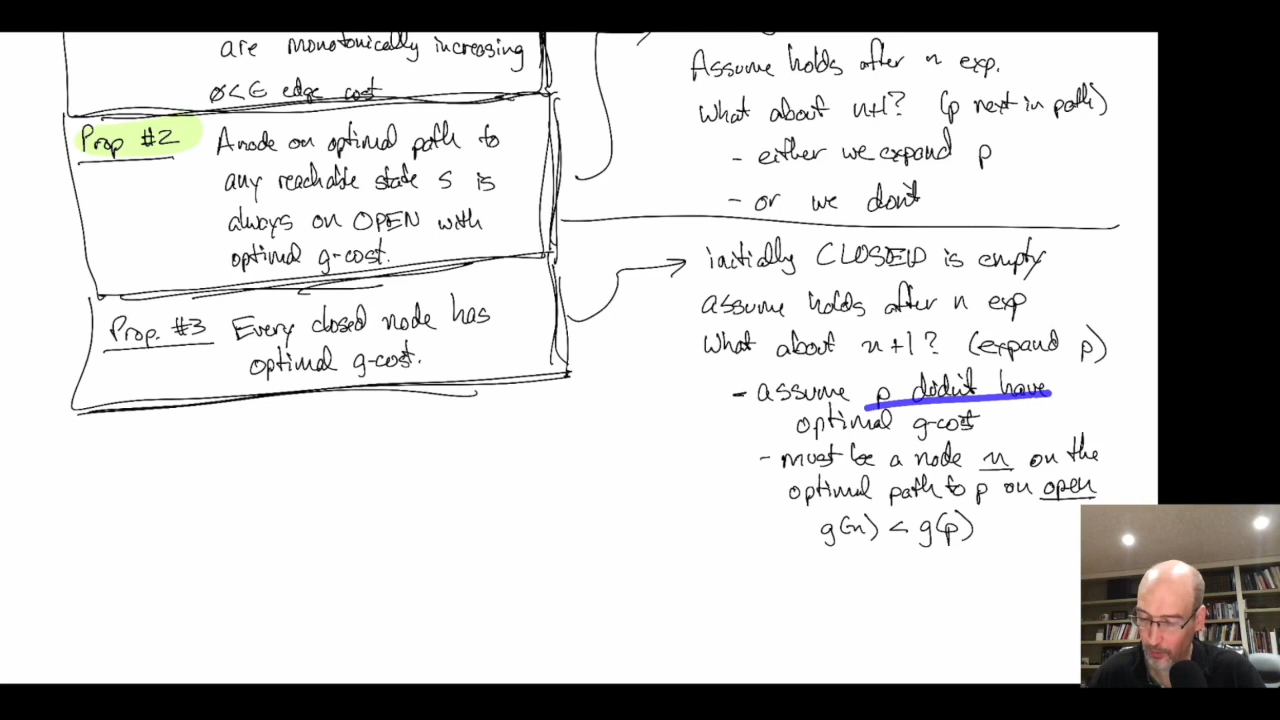 are monotonically increasing
0 < ε edge cost
Prop #2 A node on optimal path to
any reachable state s is
always on OPEN with
optimal g-cost.
Prop. #3 Every closed node has
optimal g-cost.
Assume holds after n exp.
What about n+1? (p next in path)
- either we expand p
- or we don't
initially CLOSED is empty
assume holds after n exp
What about n+1? (expand p)
- assume p didn't have
optimal g-cost
- must be a node n on the
optimal path to p on open
g(n) < g(p)